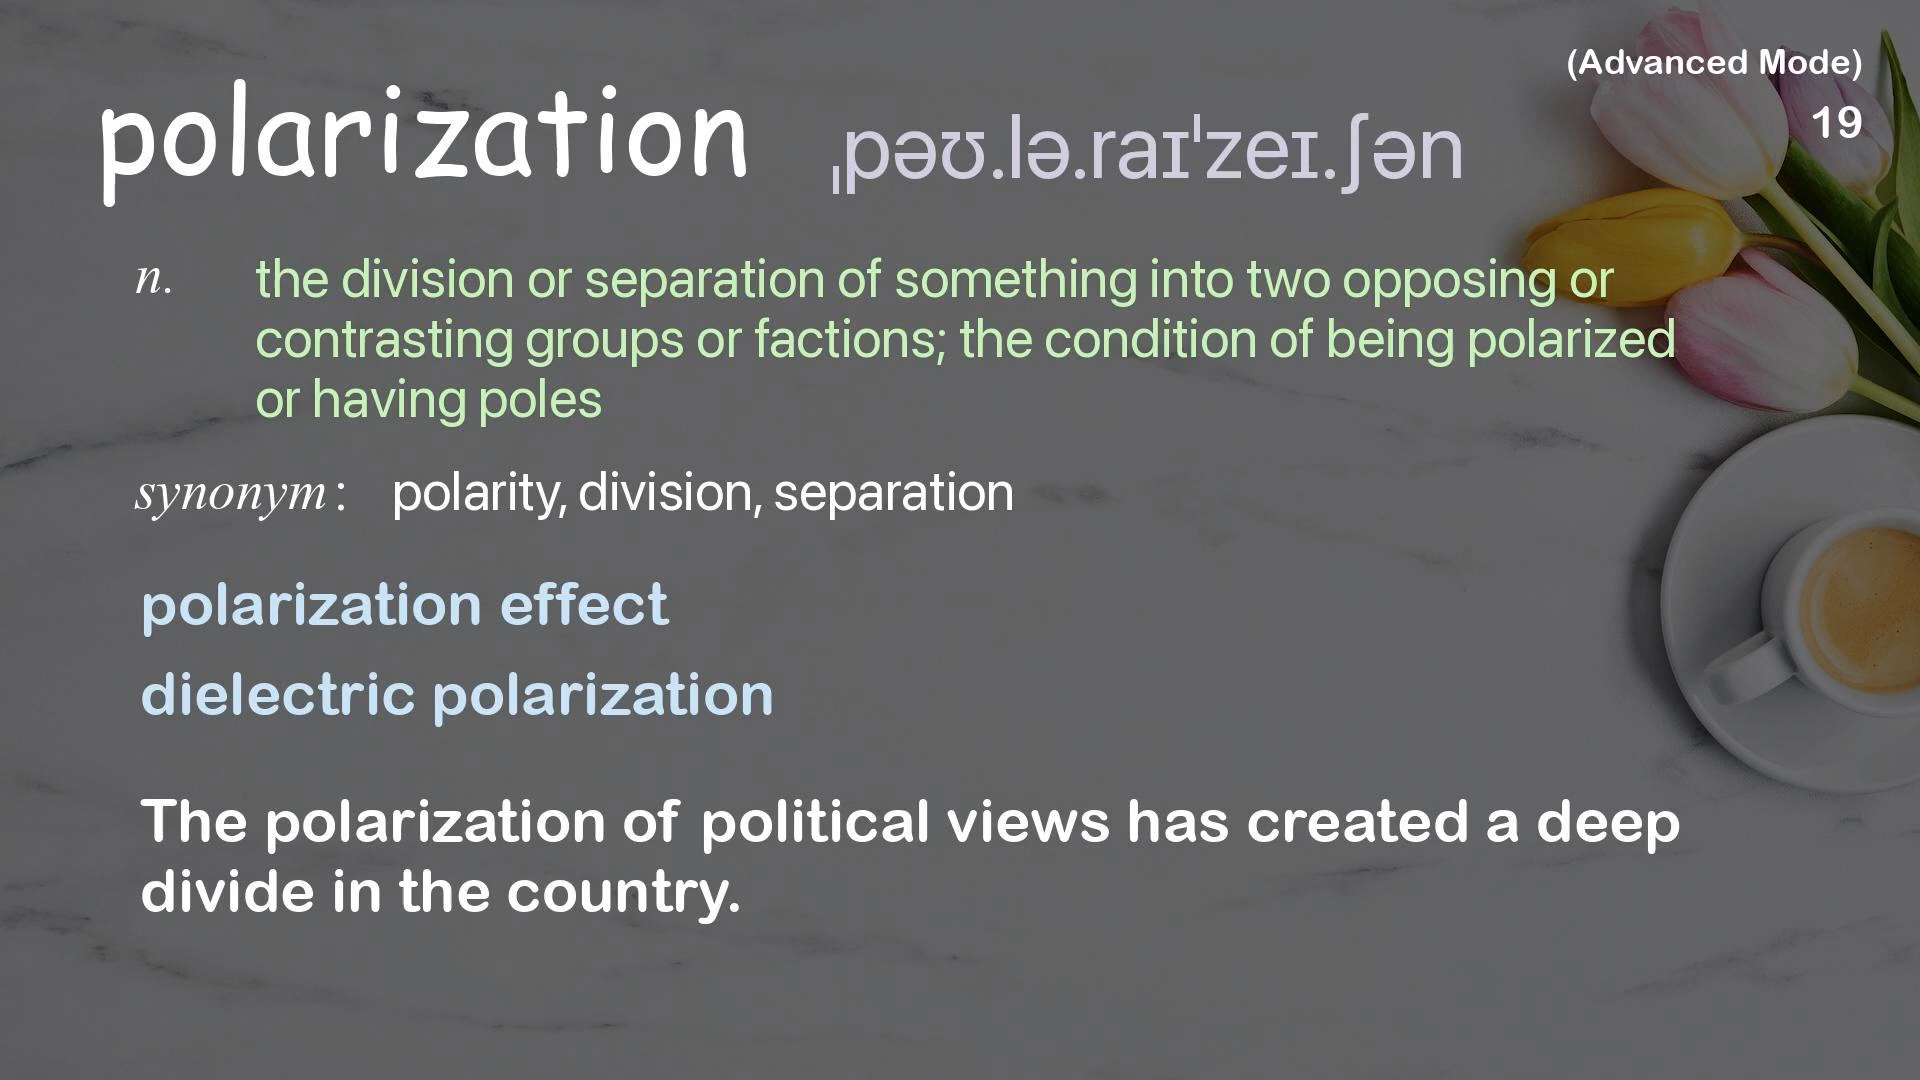 (Advanced Mode)
polarization ˌpəʊ.lə.raɪˈzeɪ.ʃən
19
n. the division or separation of something into two opposing or
contrasting groups or factions; the condition of being polarized
or having poles
synonym: polarity, division, separation
polarization effect
dielectric polarization
The polarization of political views has created a deep
divide in the country.